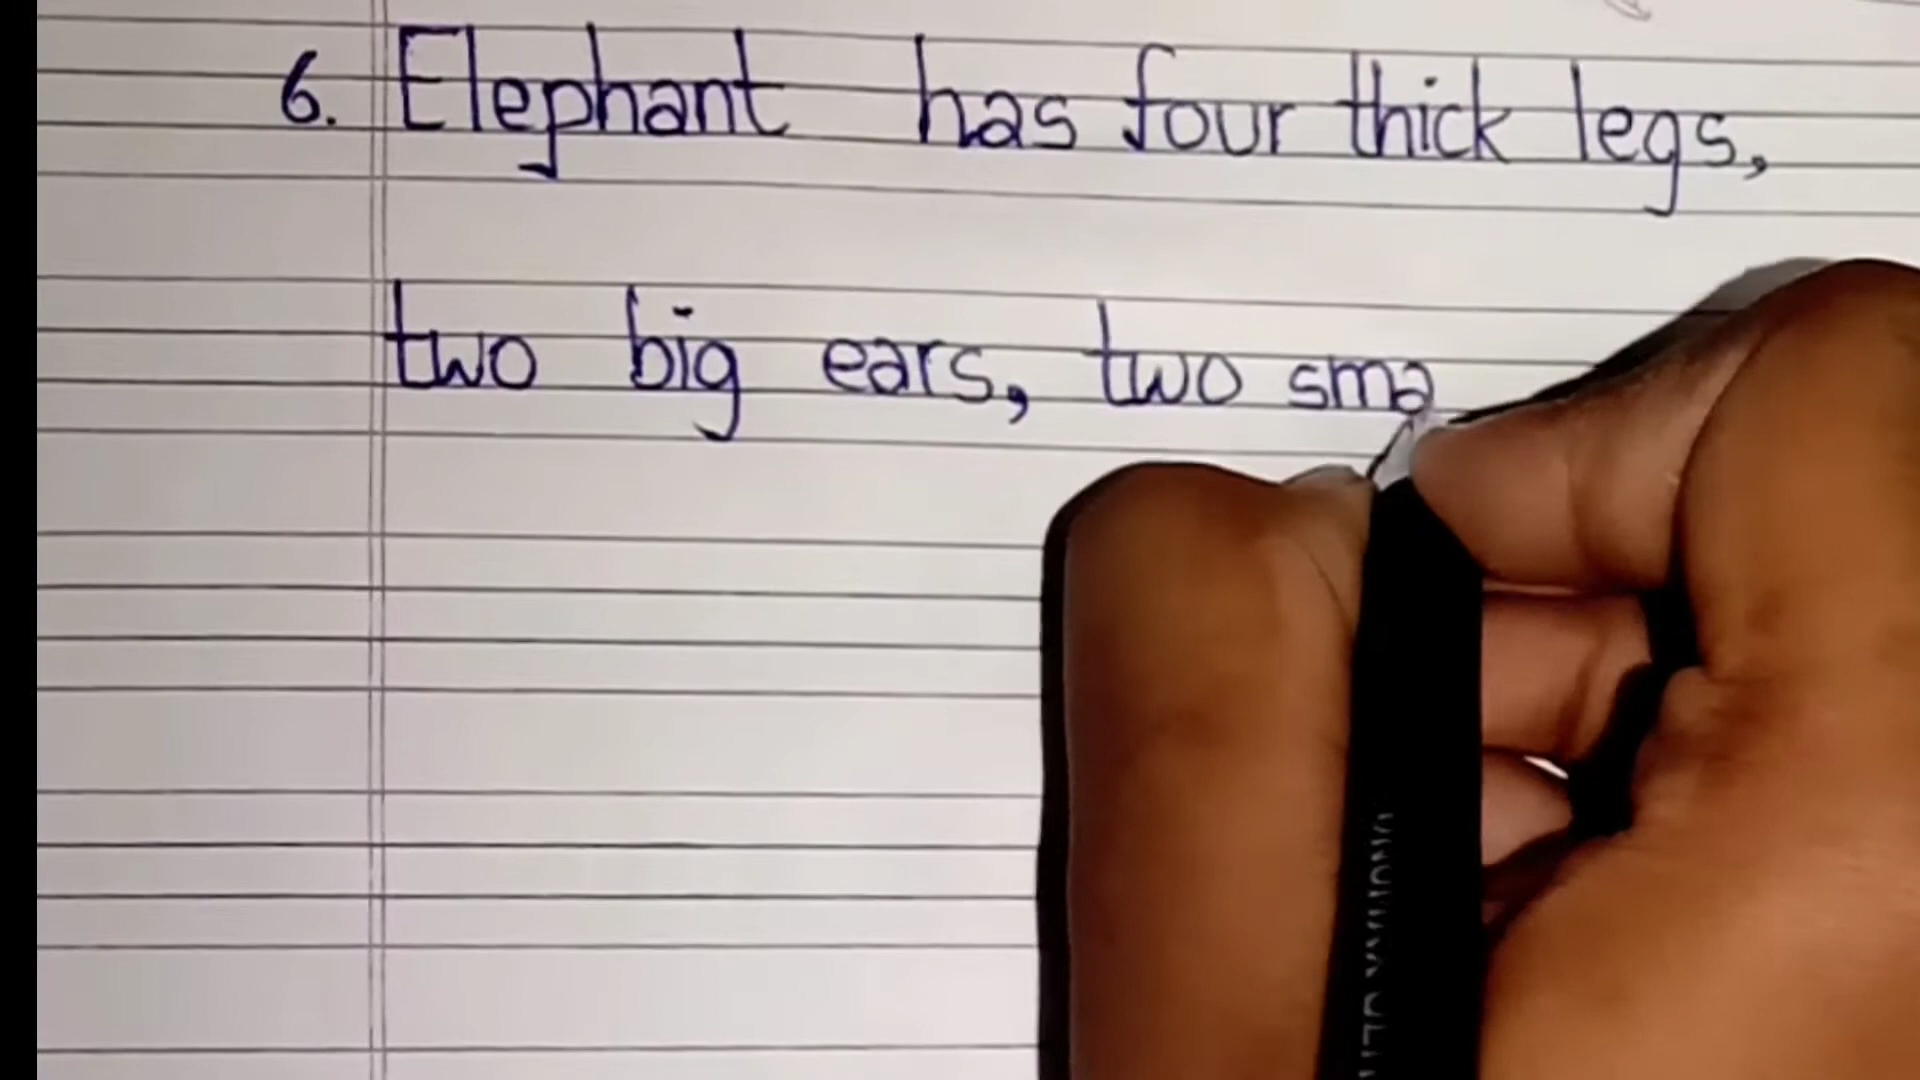 6. Elephant has four thick legs,
two big ears, two sma